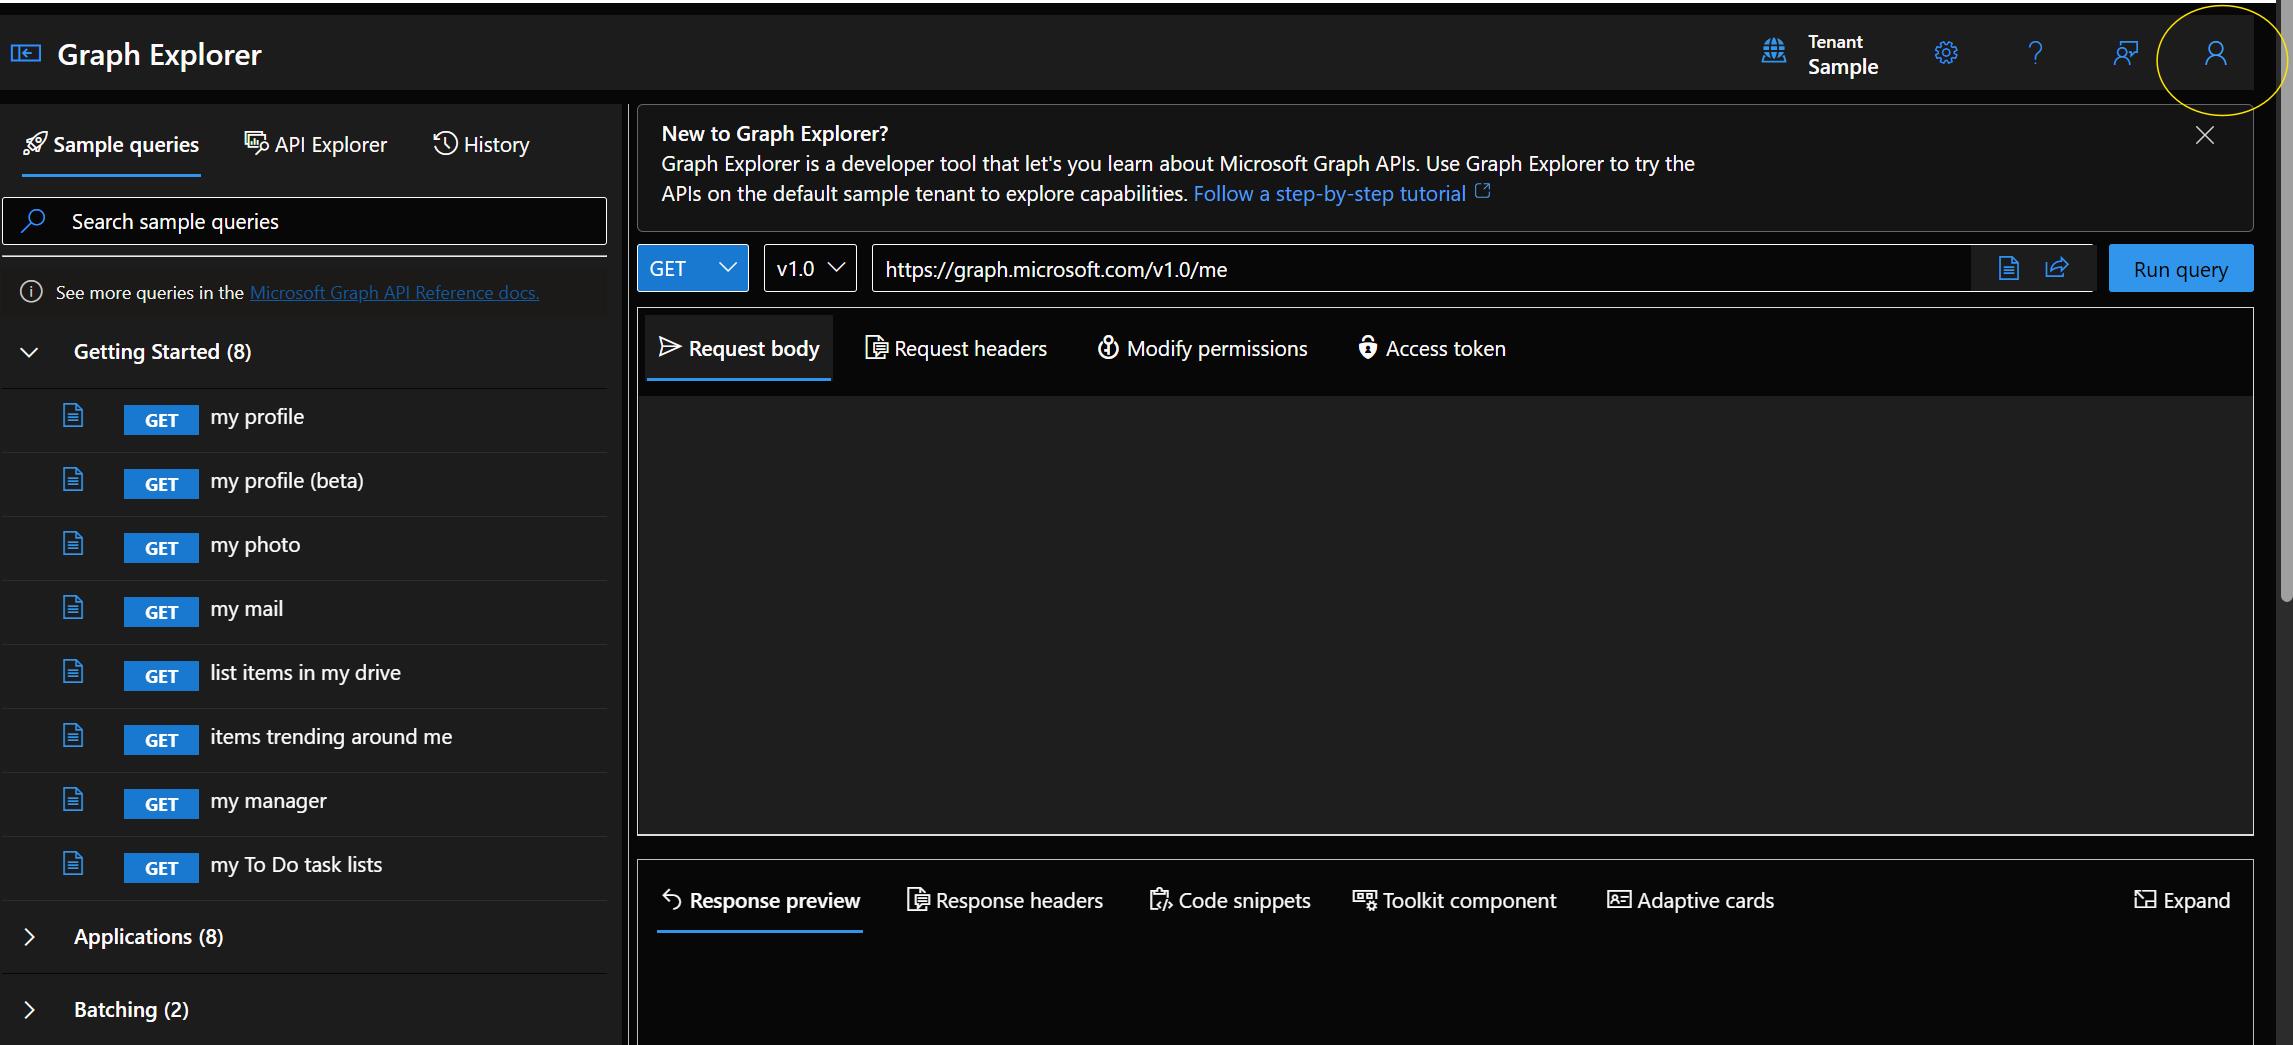 Graph Explorer
Tenant
Sample
Sample queries
API Explorer
History
Search sample queries
See more queries in the Microsoft Graph API Reference docs.
Getting Started (8)
GET my profile
GET my profile (beta)
GET my photo
GET my mail
GET list items in my drive
GET items trending around me
GET my manager
GET my To Do task lists
Applications (8)
Batching (2)
New to Graph Explorer?
Graph Explorer is a developer tool that let's you learn about Microsoft Graph APIs. Use Graph Explorer to try the
APIs on the default sample tenant to explore capabilities. Follow a step-by-step tutorial
GET
v1.0
https://graph.microsoft.com/v1.0/me
Run query
Request body
Request headers
Modify permissions
Access token
Response preview
Response headers
Code snippets
Toolkit component
Adaptive cards
Expand